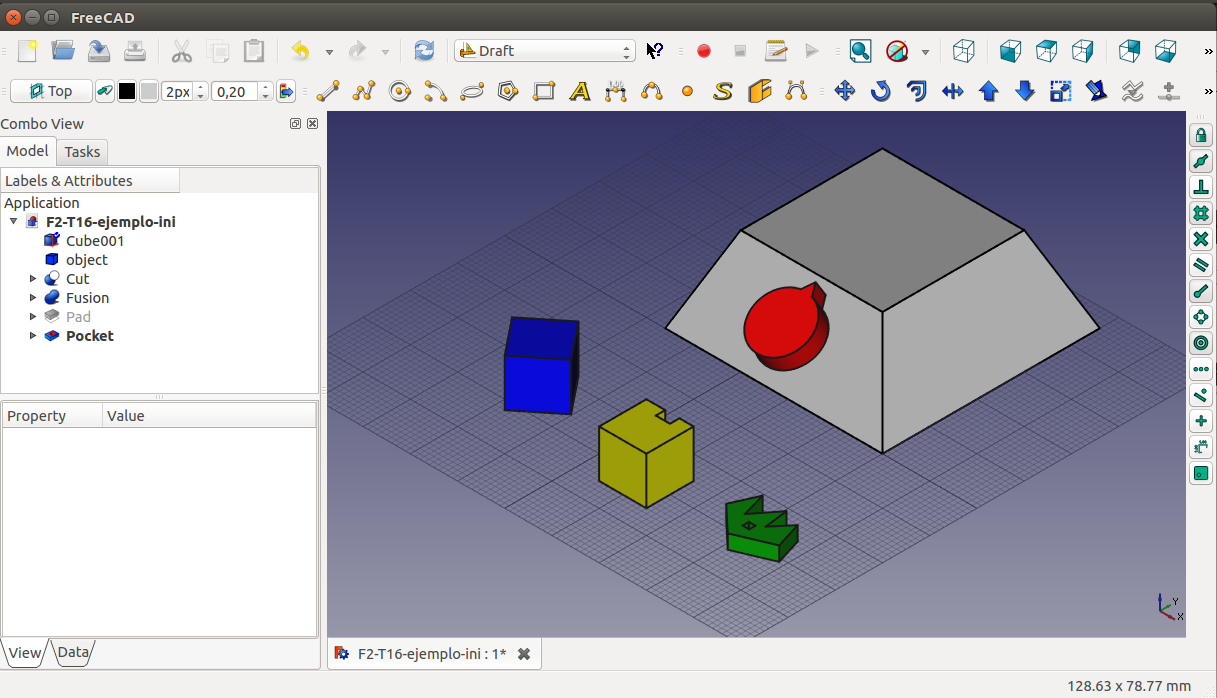 FreeCAD
Draft
Top
2px
0,20
Combo View
Model
Tasks
Labels & Attributes
Application
F2-T16-ejemplo-ini
Cube001
object
Cut
Fusion
Pad
Pocket
Property
Value
View
Data
Y
X
F2-T16-ejemplo-ini : 1*
128.63 x 78.77 mm